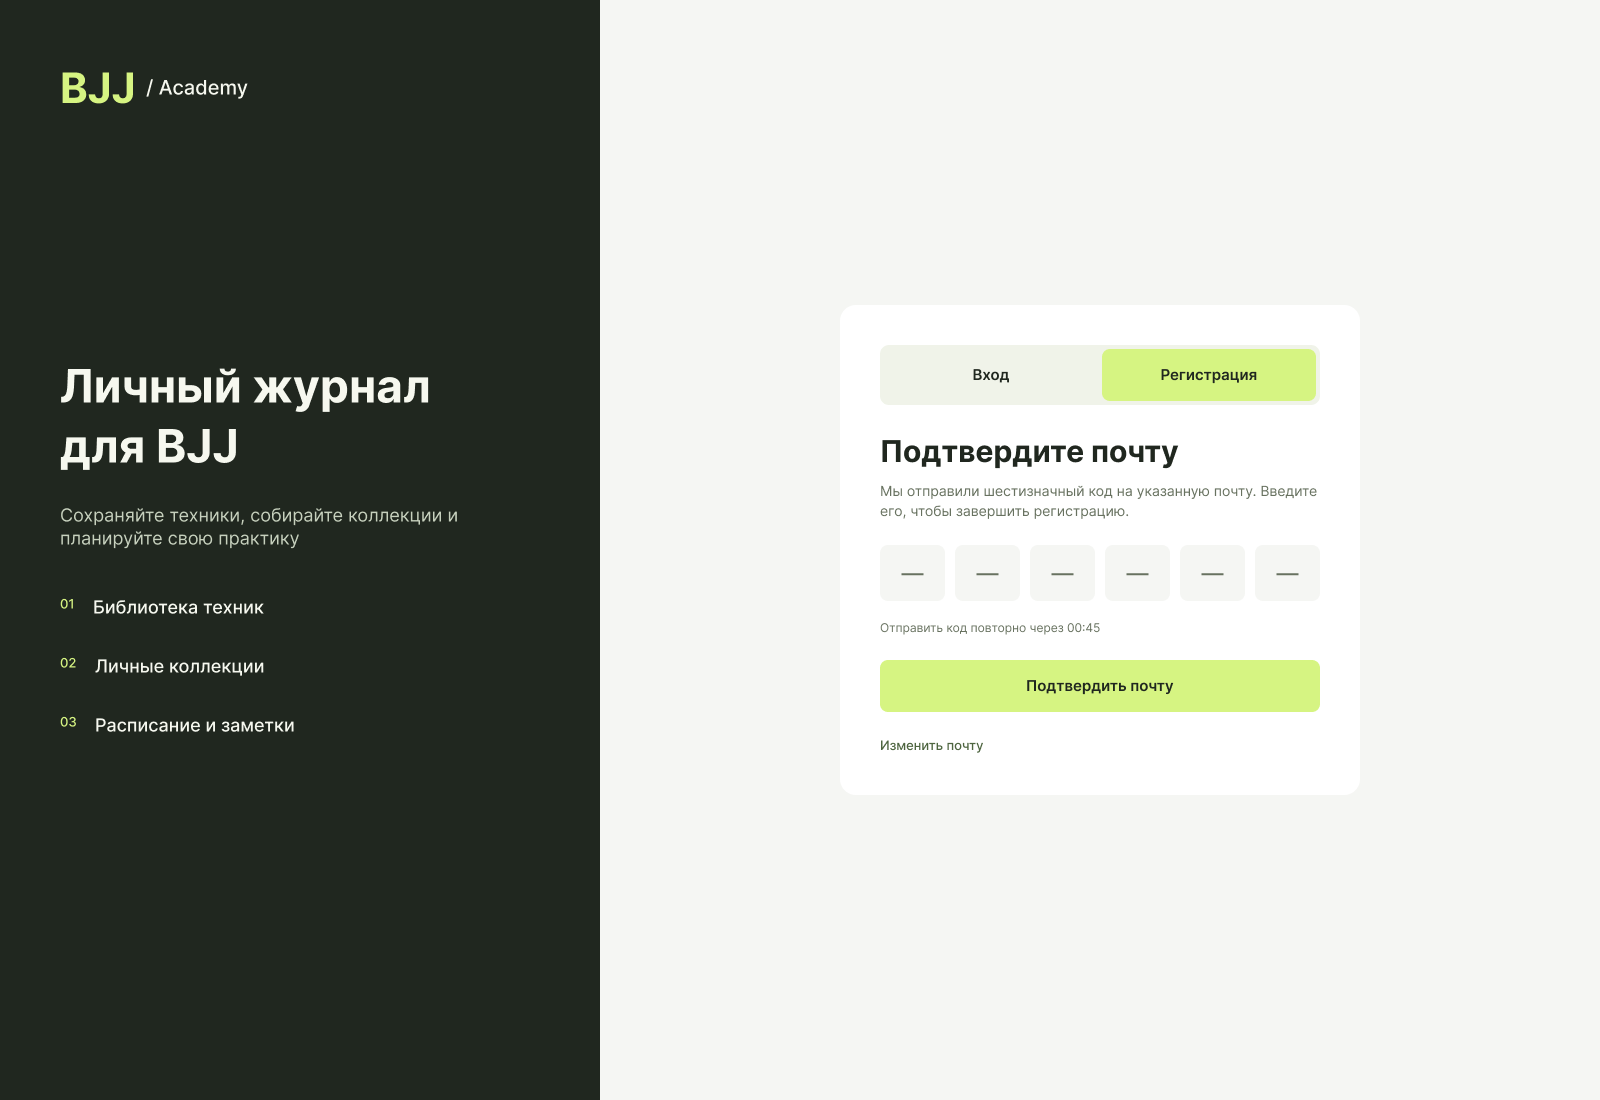 BJJ / Academy
Личный журнал
для BJJ
Сохраняйте техники, собирайте коллекции и
планируйте свою практику
01 Библиотека техник
02 Личные коллекции
03 Расписание и заметки
Вход Регистрация
Подтвердите почту
Мы отправили шестизначный код на указанную почту. Введите
его, чтобы завершить регистрацию.
— — — — — —
Отправить код повторно через 00:45
Подтвердить почту
Изменить почту